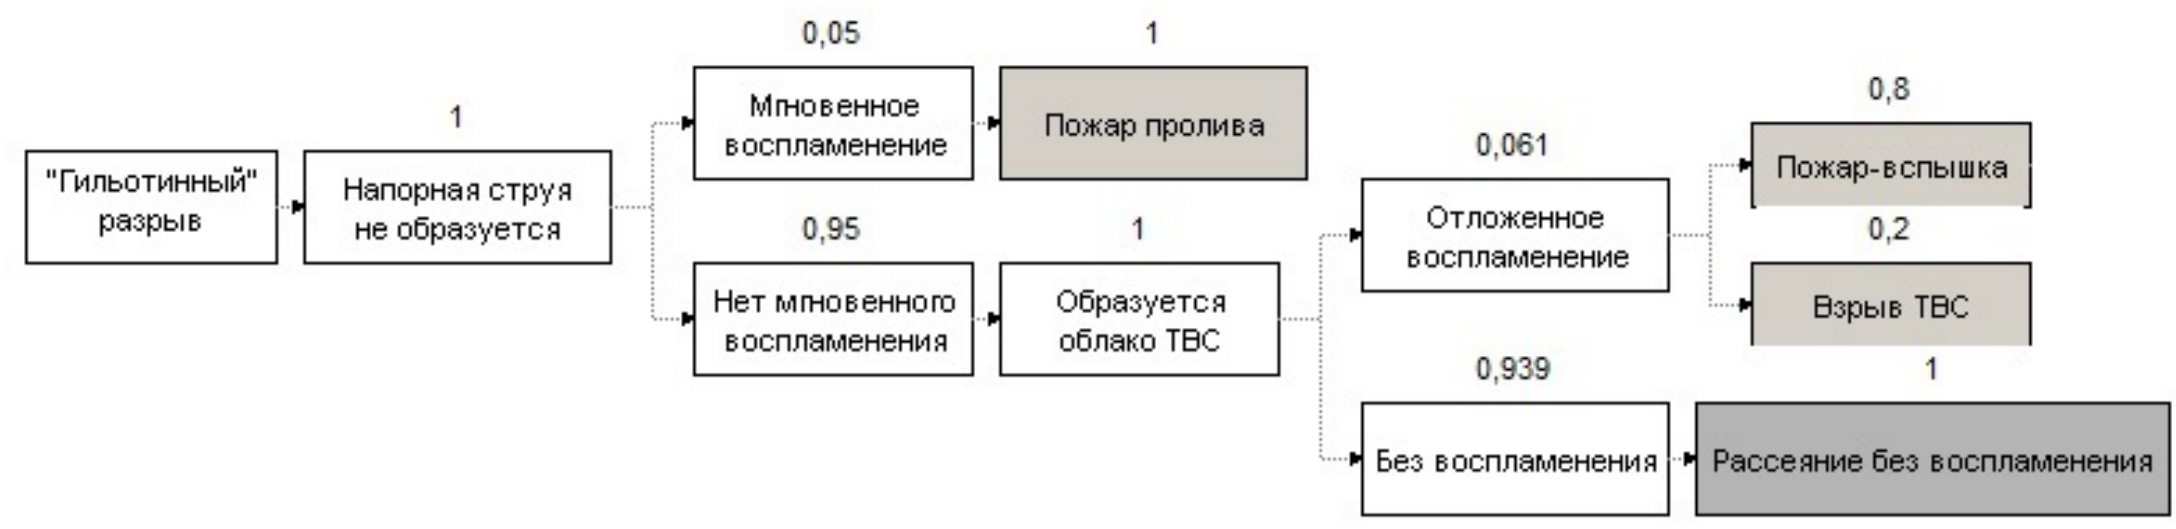 "Гильотинный"
разрыв
1
Напорная струя
не образуется
0,05
Мгновенное
воспламенение
1
Пожар пролива
0,95
Нет мгновенного
воспламенения
1
Образуется
облако ТВС
0,061
Отложенное
воспламенение
0,8
Пожар-вспышка
0,2
Взрыв ТВС
0,939
Без воспламенения
1
Рассеяние без воспламенения